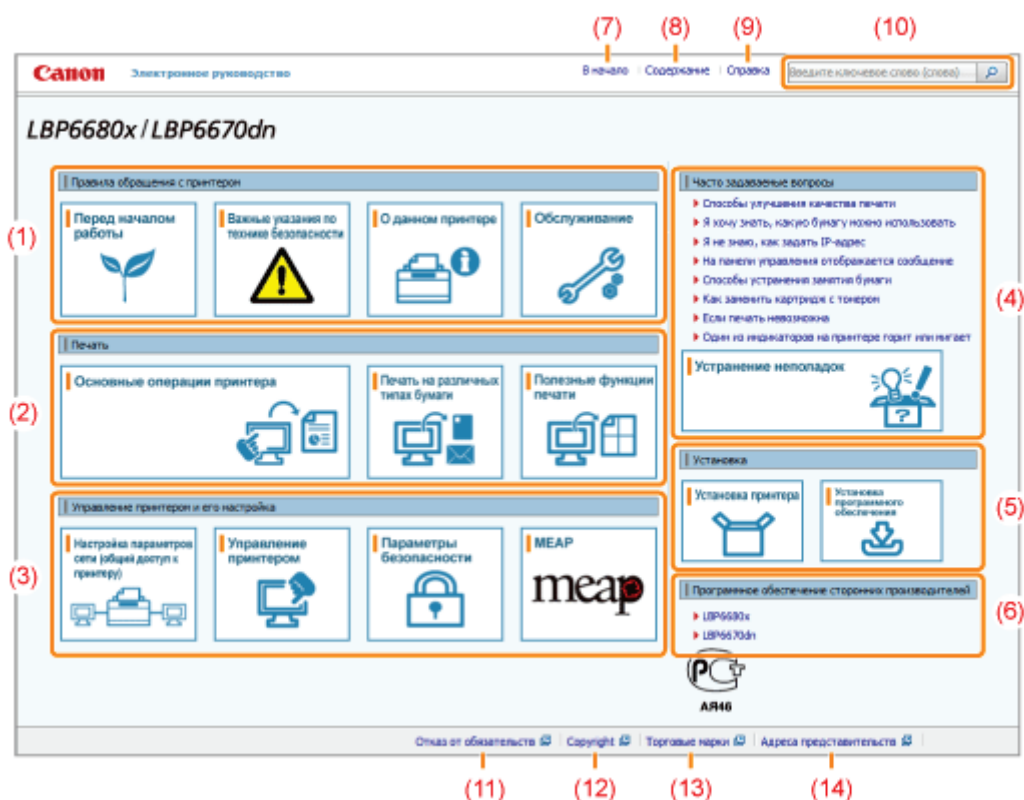 (7)
(8)
(9)
(10)
Canon
Электронное руководство
В начало
Содержание
Справка
Введите ключевое слово (слова)
LBP6680x / LBP6670dn
(1)
Правила обращения с принтером
Перед началом
работы
Важные указания по
технике безопасности
О данном принтере
Обслуживание
(2)
Печать
Основные операции принтера
Печать на различных
типах бумаги
Полезные функции
печати
(3)
Управление принтером и его настройка
Настройка параметров
сети (общий доступ к
принтеру)
Управление
принтером
Параметры
безопасности
MEAP
meap
Часто задаваемые вопросы
Способы улучшения качества печати
Я хочу знать, какую бумагу можно использовать
Я не знаю, как задать IP-адрес
На панели управления отображается сообщение
Способы устранения замятия бумаги
Как заменить картридж с тонером
Если печать невозможна
Один из индикаторов на принтере горит или мигает
(4)
Устранение неполадок
?
Установка
Установка принтера
Установка
программного
обеспечения
(5)
Программное обеспечение сторонних производителей
LBP6680x
LBP6670dn
(6)
АЯ46
Отказ от обязательств
Copyright
Торговые марки
Адреса представительств
(11)
(12)
(13)
(14)